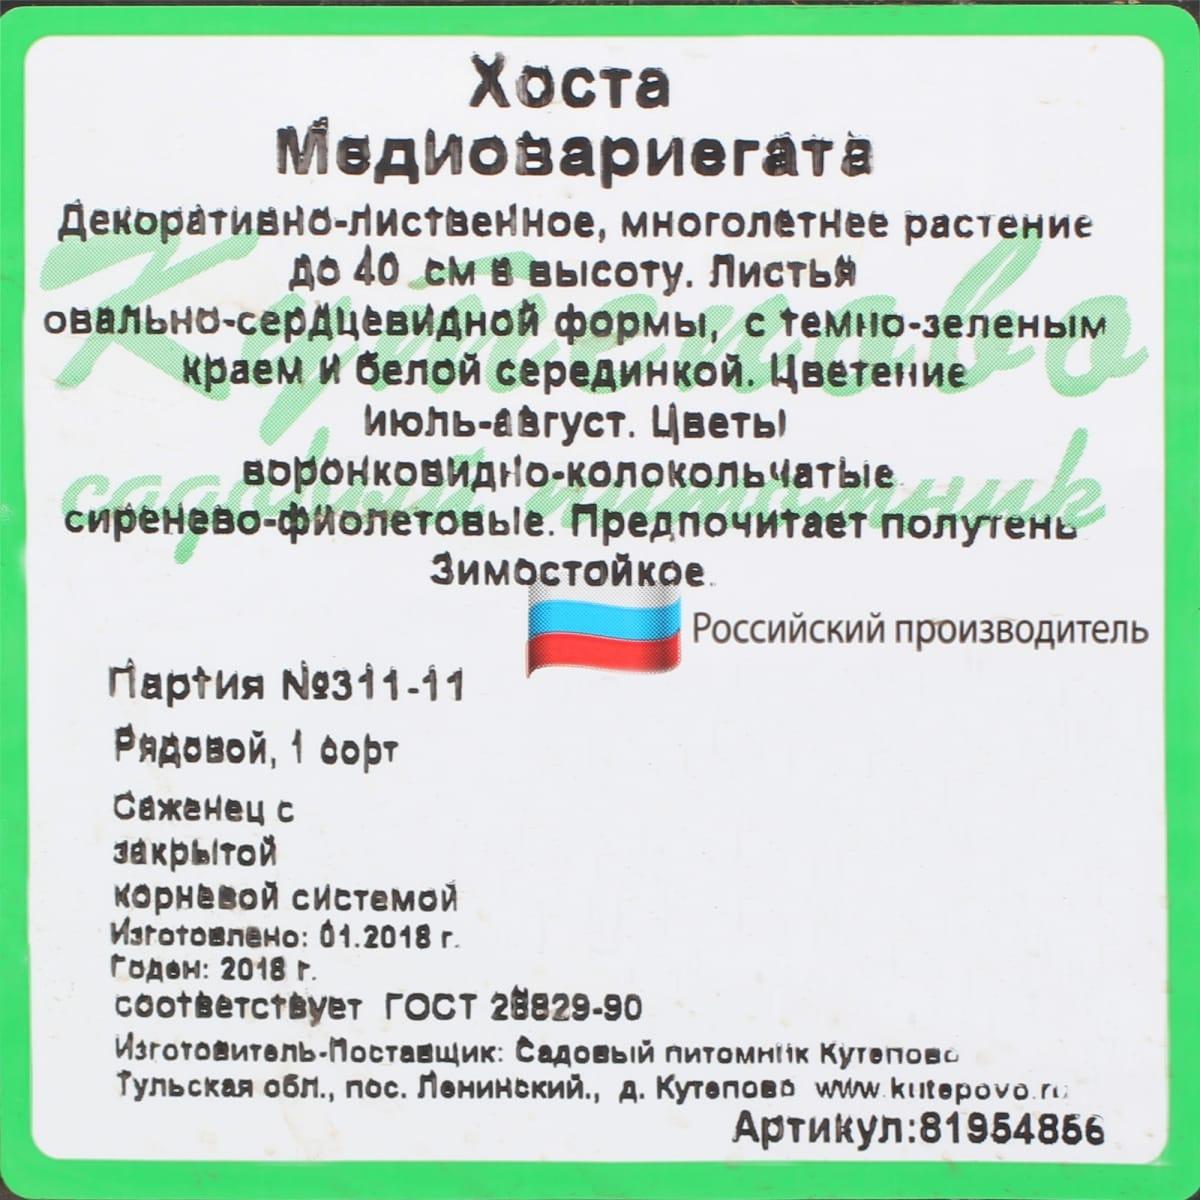 Хоста
Медиовариегата
Декоративно-лиственное, многолетнее растение
до 40 см в высоту. Листья
овально-сердцевидной формы, с темно-зеленым
краем и белой серединкой. Цветение
июль-август. Цветы
воронковидно-колокольчатые
сиренево-фиолетовые. Предпочитает полутень
Зимостойкое.
Кутепово
садовый питомник
Российский производитель
Партия №311-11
Рядовой, 1 сорт
Саженец с
закрытой
корневой системой
Изготовлено: 01.2018 г.
Годен: 2018 г.
соответствует ГОСТ 28829-90
Изготовитель-Поставщик: Садовый питомник Кутепово
Тульская обл., пос. Ленинский., д. Кутепово www.kutepovo.ru
Артикул:81954856